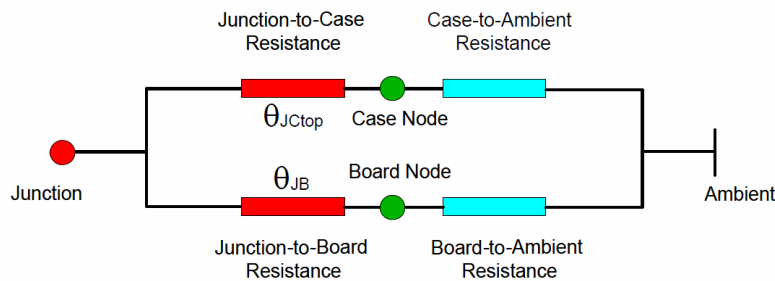 Junction-to-Case
Resistance
Case-to-Ambient
Resistance
θJCtop
Case Node
Junction
θJB
Board Node
Ambient
Junction-to-Board
Resistance
Board-to-Ambient
Resistance